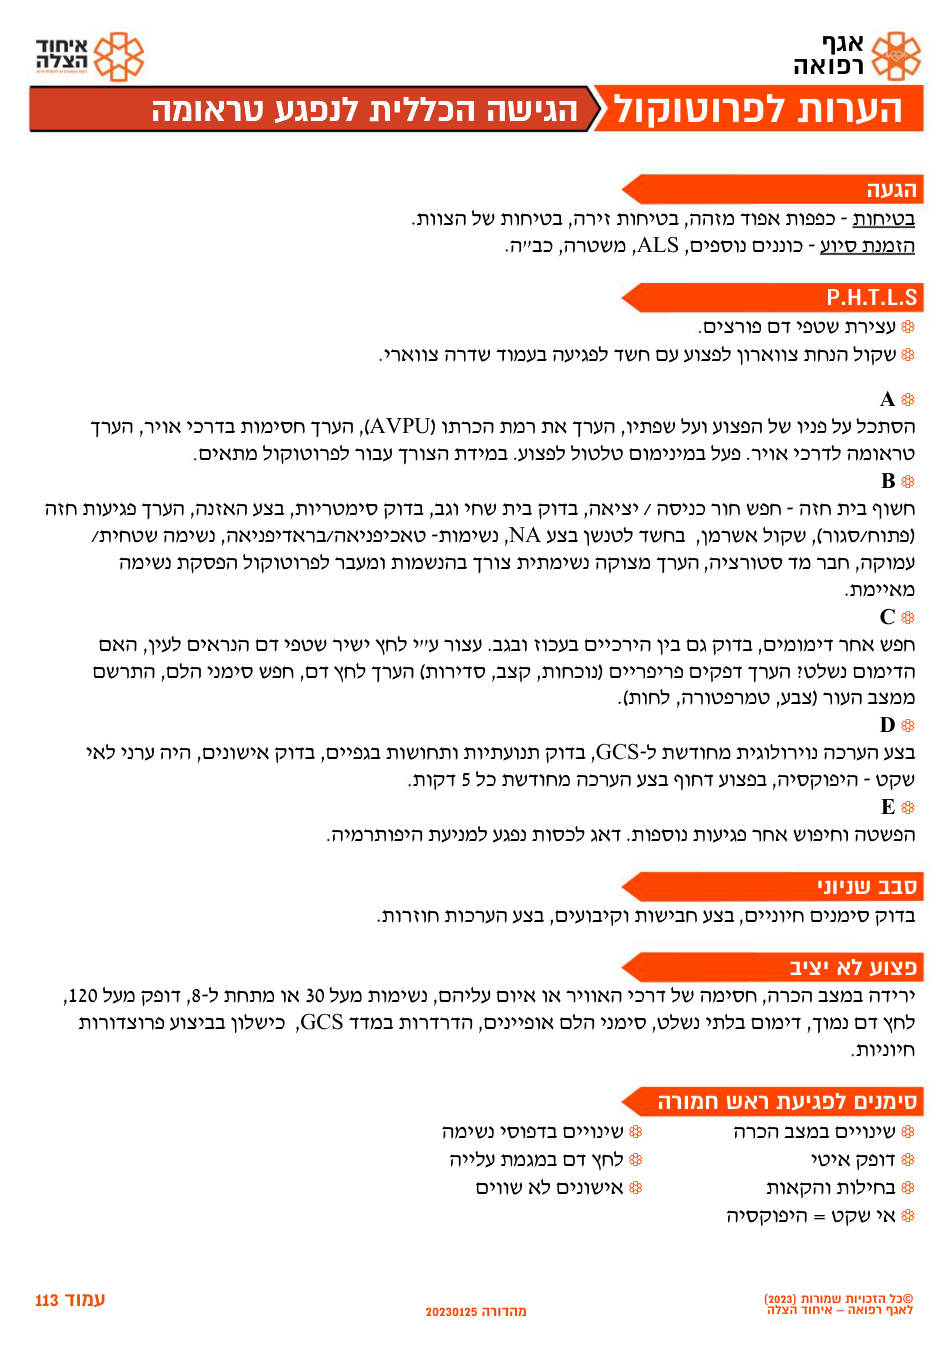 אגף
רפואה
איחוד
הצלה
הערות לפרוטוקול
הגישה הכללית לנפגע טראומה
הגעה
בטיחות - כפפות אפוד מזהה, בטיחות זירה, בטיחות של הצוות.
הזמנת סיוע - כוננים נוספים, ALS, משטרה, כב״ה.
P.H.T.L.S
עצירת שטפי דם פורצים.
שקול הנחת צווארון לפצוע עם חשד לפגיעה בעמוד שדרה צווארי.
A
הסתכל על פניו של הפצוע ועל שפתיו, הערך את רמת הכרתו (AVPU), הערך חסימות בדרכי אויר, הערך
טראומה לדרכי אויר. פעל במינימום טלטול לפצוע. במידת הצורך עבור לפרוטוקול מתאים.
B
חשוף בית חזה - חפש חור כניסה / יציאה, בדוק בית שחי וגב, בדוק סימטריות, בצע האזנה, הערך פגיעות חזה
(פתוח/סגור), שקול אשרמן, בחשד לטנשן בצע NA, נשימות- טאכיפניאה/בראדיפניאה, נשימה שטחית/
עמוקה, חבר מד סטורציה, הערך מצוקה נשימתית צורך בהנשמות ומעבר לפרוטוקול הפסקת נשימה
מאיימת.
C
חפש אחר דימומים, בדוק גם בין הירכיים בעכוז ובגב. עצור ע״י לחץ ישיר שטפי דם הנראים לעין, האם
הדימום נשלט? הערך דפקים פריפריים (נוכחות, קצב, סדירות) הערך לחץ דם, חפש סימני הלם, התרשם
ממצב העור (צבע, טמרפטורה, לחות).
D
בצע הערכה נוירולוגית מחודשת ל-GCS, בדוק תנועתיות ותחושות בגפיים, בדוק אישונים, היה ערני לאי
שקט - היפוקסיה, בפצוע דחוף בצע הערכה מחודשת כל 5 דקות.
E
הפשטה וחיפוש אחר פגיעות נוספות. דאג לכסות נפגע למניעת היפותרמיה.
סבב שניוני
בדוק סימנים חיוניים, בצע חבישות וקיבועים, בצע הערכות חוזרות.
פצוע לא יציב
ירידה במצב הכרה, חסימה של דרכי האוויר או איום עליהם, נשימות מעל 30 או מתחת ל-8, דופק מעל 120,
לחץ דם נמוך, דימום בלתי נשלט, סימני הלם אופיינים, הדרדרות במדד GCS, כישלון בביצוע פרוצדורות
חיוניות.
סימנים לפגיעת ראש חמורה
שינויים במצב הכרה
דופק איטי
בחילות והקאות
אי שקט = היפוקסיה
שינויים בדפוסי נשימה
לחץ דם במגמת עלייה
אישונים לא שווים
©כל הזכויות שמורות (2023)
לאגף רפואה – איחוד הצלה
מהדורה 20230125
עמוד 113